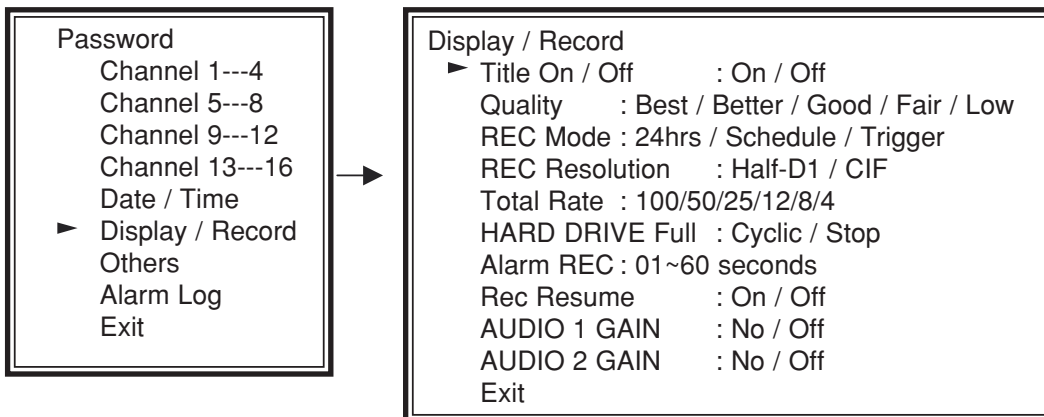 Password
Channel 1---4
Channel 5---8
Channel 9---12
Channel 13---16
Date / Time
► Display / Record
Others
Alarm Log
Exit
Display / Record
► Title On / Off : On / Off
Quality : Best / Better / Good / Fair / Low
REC Mode : 24hrs / Schedule / Trigger
REC Resolution : Half-D1 / CIF
Total Rate : 100/50/25/12/8/4
HARD DRIVE Full : Cyclic / Stop
Alarm REC : 01~60 seconds
Rec Resume : On / Off
AUDIO 1 GAIN : No / Off
AUDIO 2 GAIN : No / Off
Exit